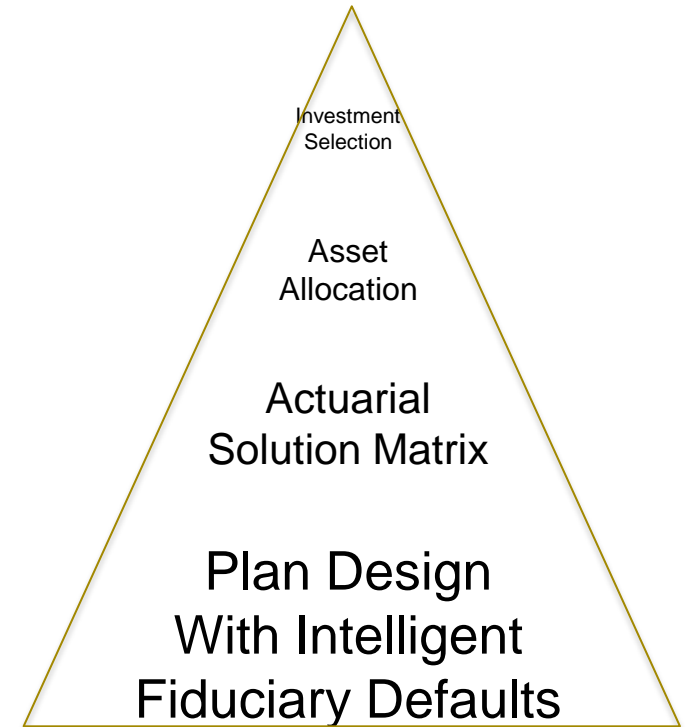 Investment
Selection
Asset
Allocation
Actuarial
Solution Matrix
Plan Design
With Intelligent
Fiduciary Defaults